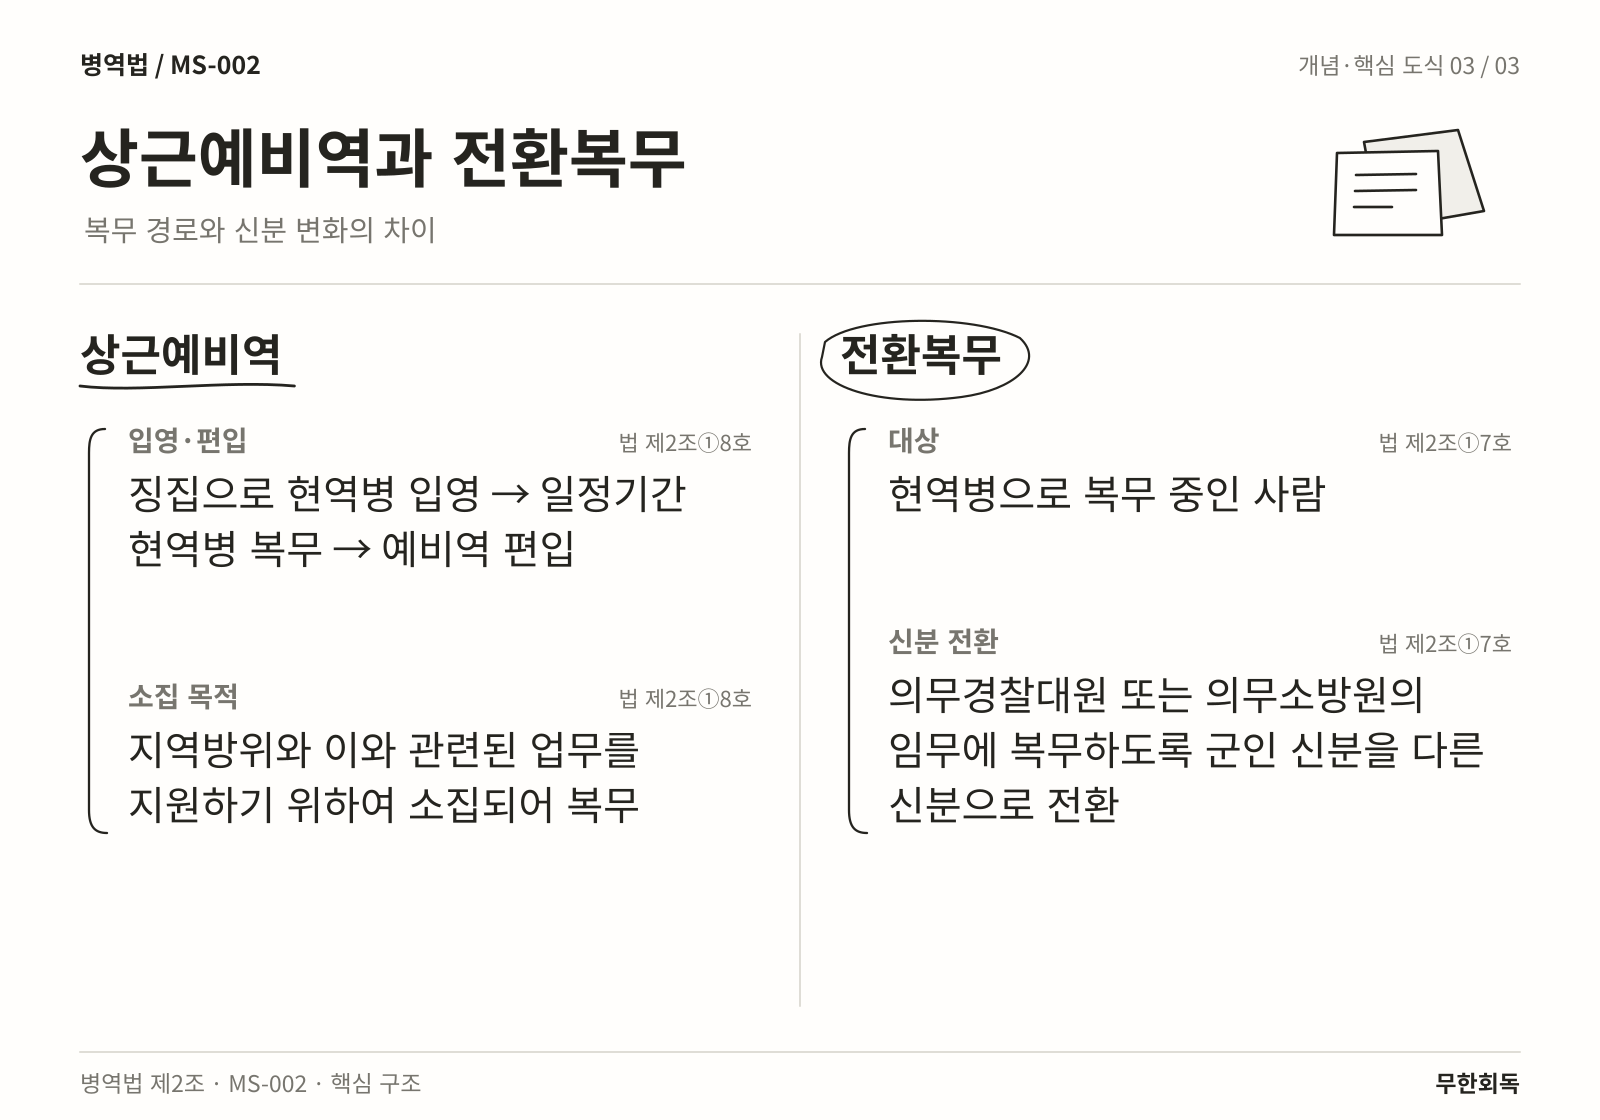 병역법 / MS-002
개념·핵심 도식 03 / 03
상근예비역과 전환복무
복무 경로와 신분 변화의 차이
상근예비역
입영·편입
법 제2조①8호
징집으로 현역병 입영 → 일정기간
현역병 복무 → 예비역 편입
소집 목적
법 제2조①8호
지역방위와 이와 관련된 업무를
지원하기 위하여 소집되어 복무
전환복무
대상
법 제2조①7호
현역병으로 복무 중인 사람
신분 전환
법 제2조①7호
의무경찰대원 또는 의무소방원의
임무에 복무하도록 군인 신분을 다른
신분으로 전환
병역법 제2조 · MS-002 · 핵심 구조
무한회독